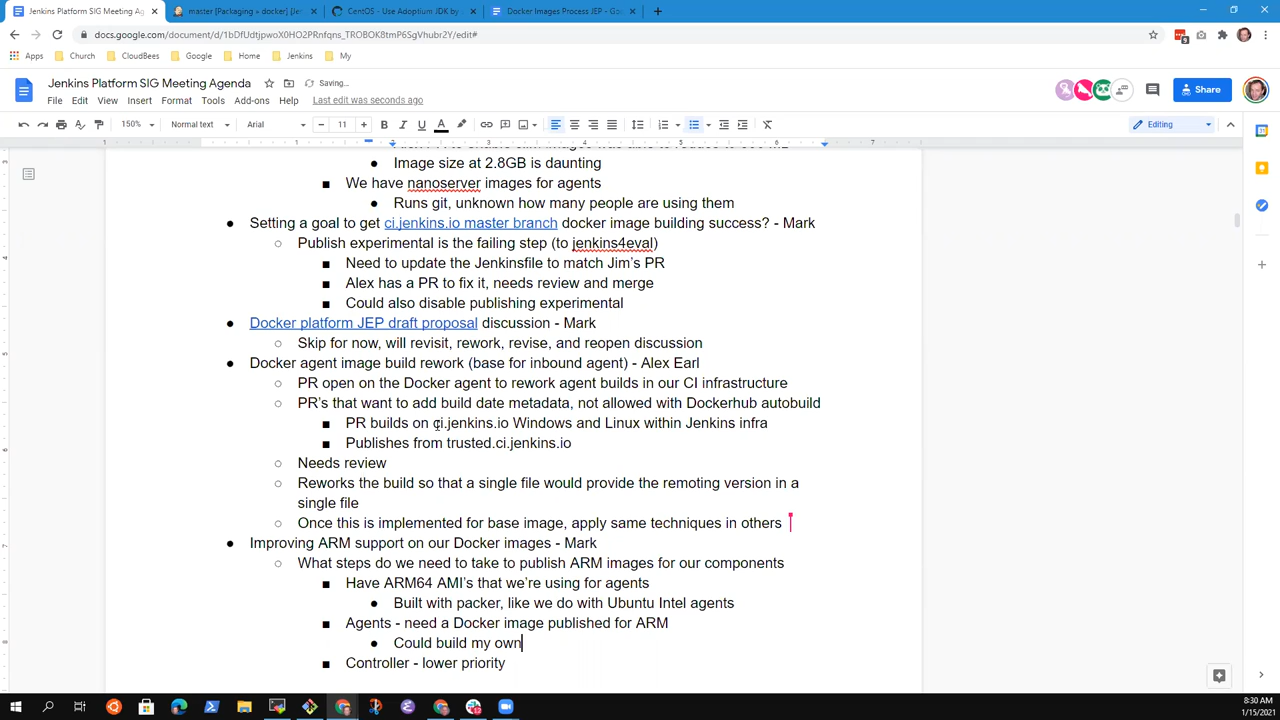 Jenkins Platform SIG Meeting Ag
master [Packaging » docker] [Jen
CentOS - Use Adoptium JDK by
Docker Images Process JEP - Goo
docs.google.com/document/d/1bDfUdtjpwoX0HO2PRnfqns_TROBOK8tmP6SgVhubr2Y/edit#
Apps
Church
CloudBees
Google
Home
Jenkins
My
Jenkins Platform SIG Meeting Agenda
Saving...
File Edit View Insert Format Tools Add-ons Help Last edit was seconds ago
Share
150% Normal text Arial 11 Editing
Image size at 2.8GB is daunting
We have nanoserver images for agents
Runs git, unknown how many people are using them
Setting a goal to get ci.jenkins.io master branch docker image building success? - Mark
Publish experimental is the failing step (to jenkins4eval)
Need to update the Jenkinsfile to match Jim's PR
Alex has a PR to fix it, needs review and merge
Could also disable publishing experimental
Docker platform JEP draft proposal discussion - Mark
Skip for now, will revisit, rework, revise, and reopen discussion
Docker agent image build rework (base for inbound agent) - Alex Earl
PR open on the Docker agent to rework agent builds in our CI infrastructure
PR's that want to add build date metadata, not allowed with Dockerhub autobuild
PR builds on ci.jenkins.io Windows and Linux within Jenkins infra
Publishes from trusted.ci.jenkins.io
Needs review
Reworks the build so that a single file would provide the remoting version in a
single file
Once this is implemented for base image, apply same techniques in others
Improving ARM support on our Docker images - Mark
What steps do we need to take to publish ARM images for our components
Have ARM64 AMI's that we're using for agents
Built with packer, like we do with Ubuntu Intel agents
Agents - need a Docker image published for ARM
Could build my own
Controller - lower priority
8:30 AM
1/15/2021